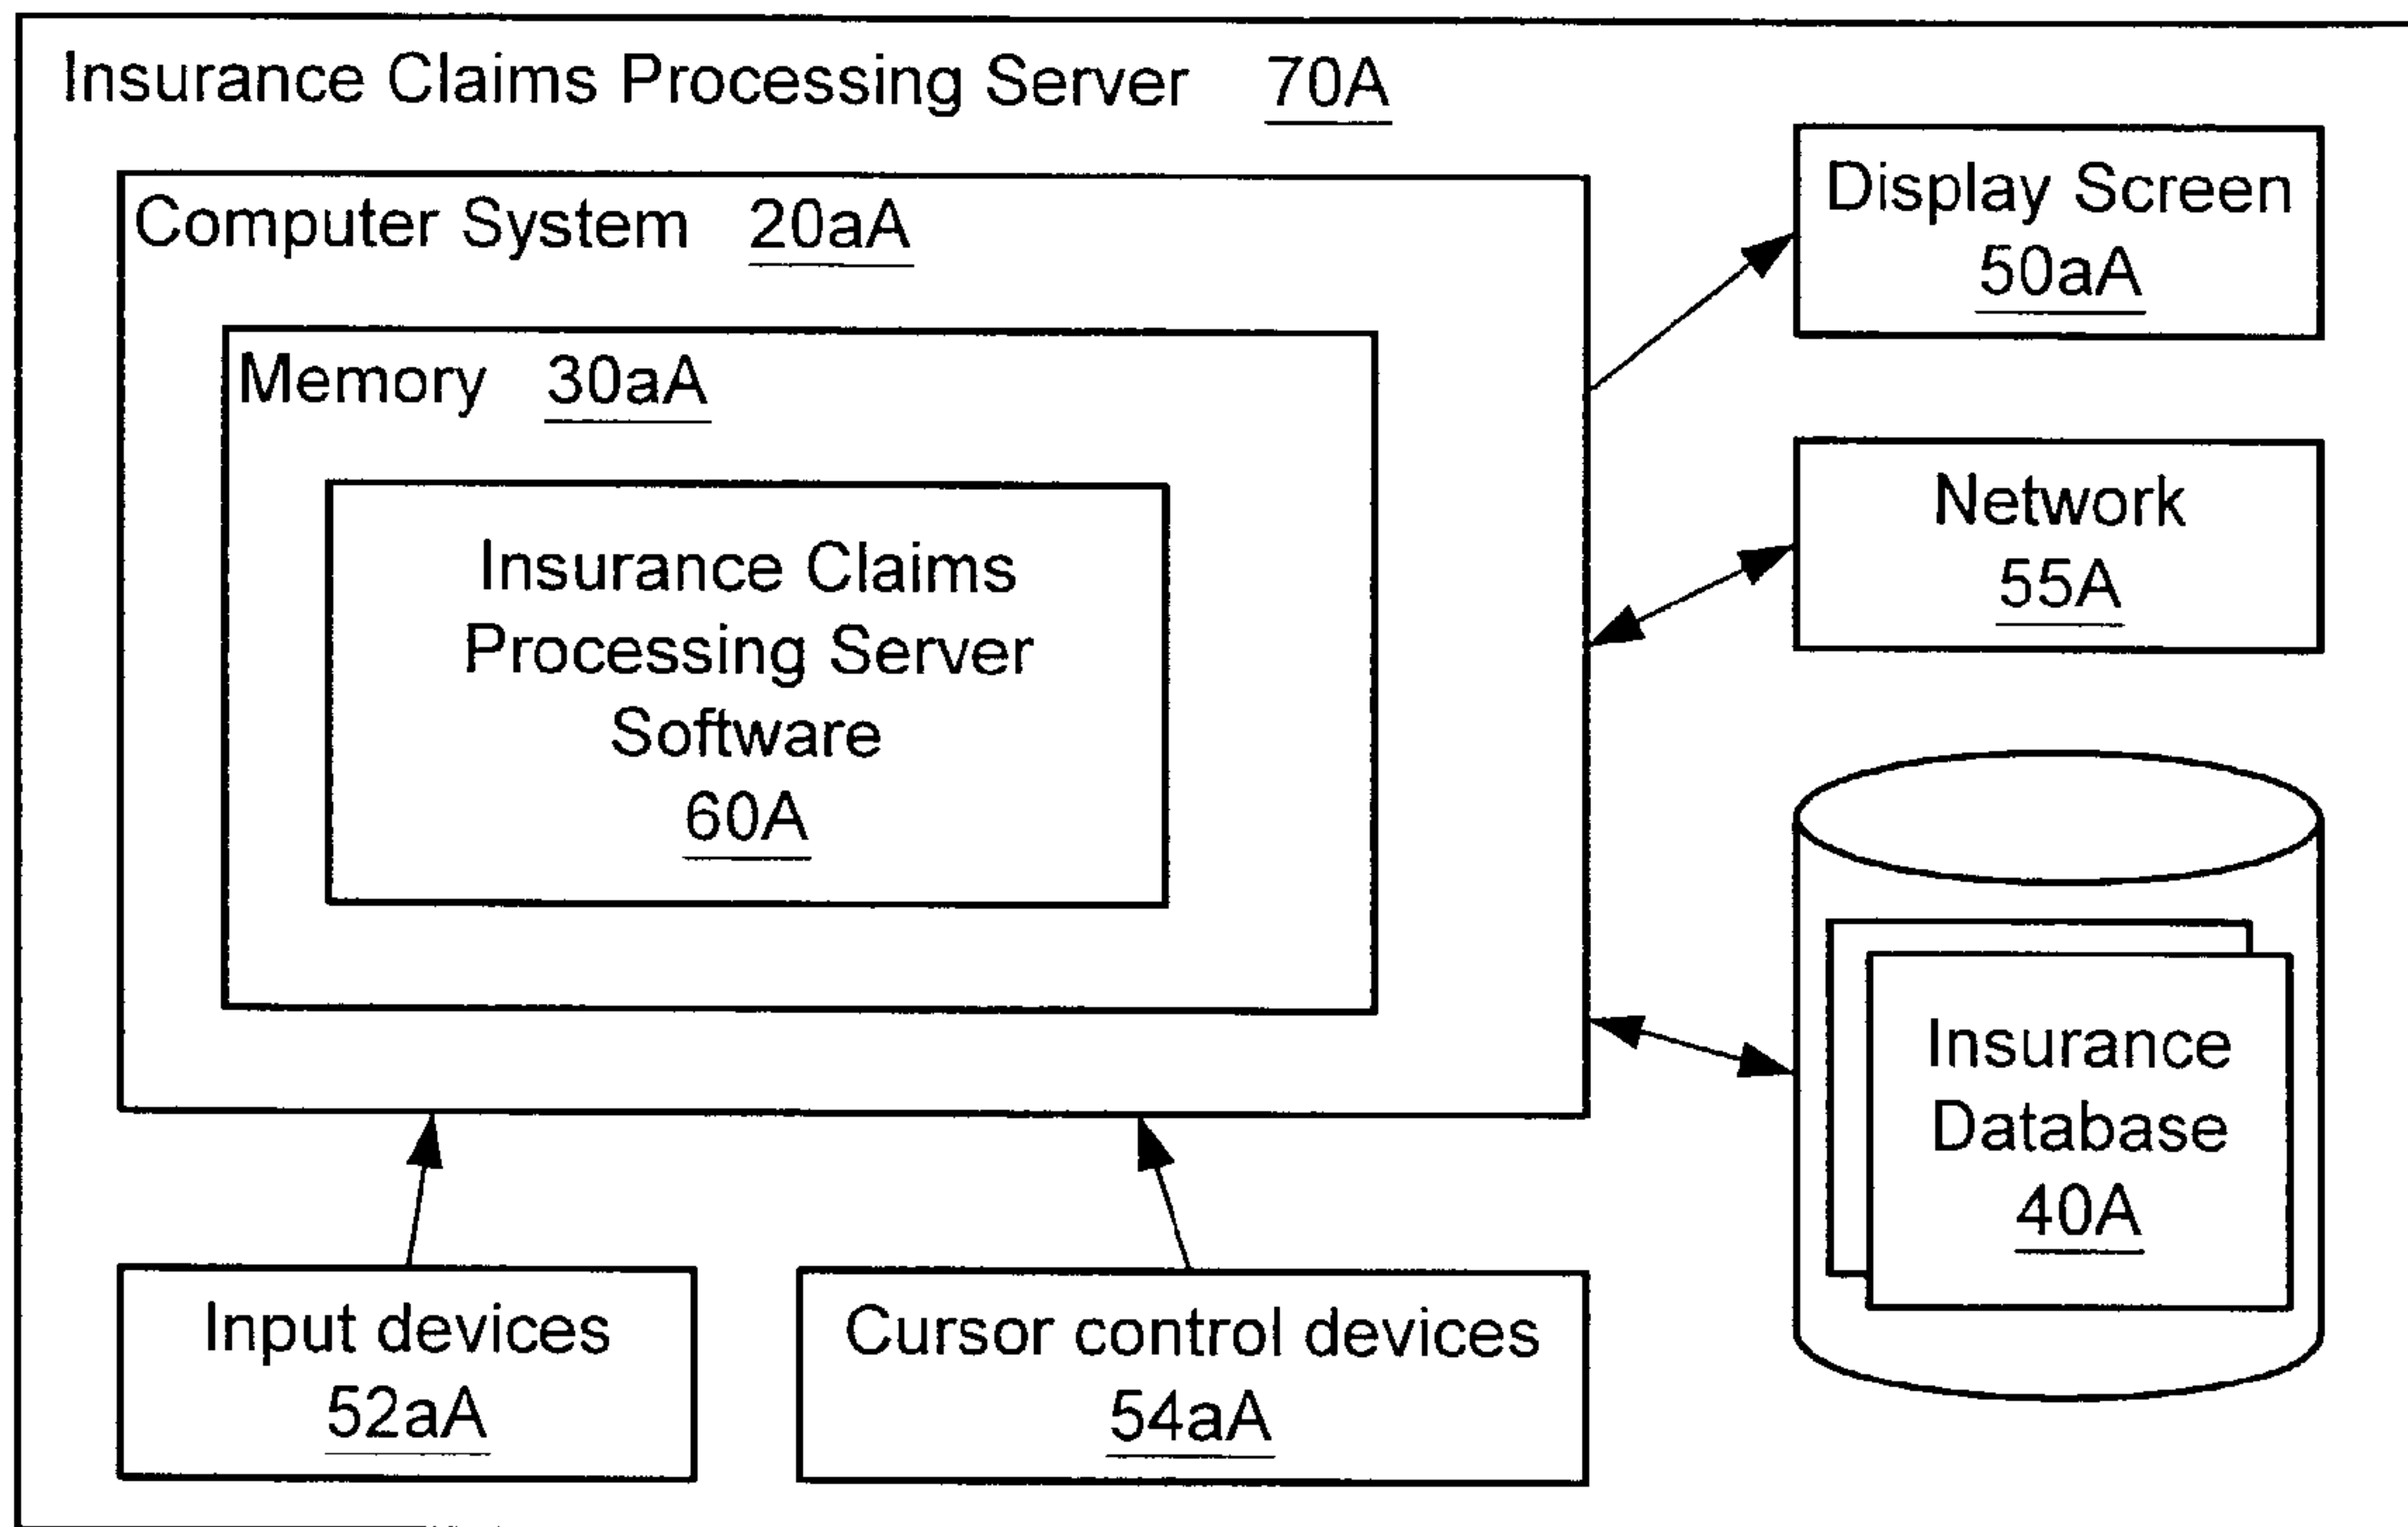 Insurance Claims Processing Server 70A
Computer System 20aA
Memory 30aA
Insurance Claims
Processing Server
Software
60A
Display Screen
50aA
Network
55A
Insurance
Database
40A
Input devices
52aA
Cursor control devices
54aA